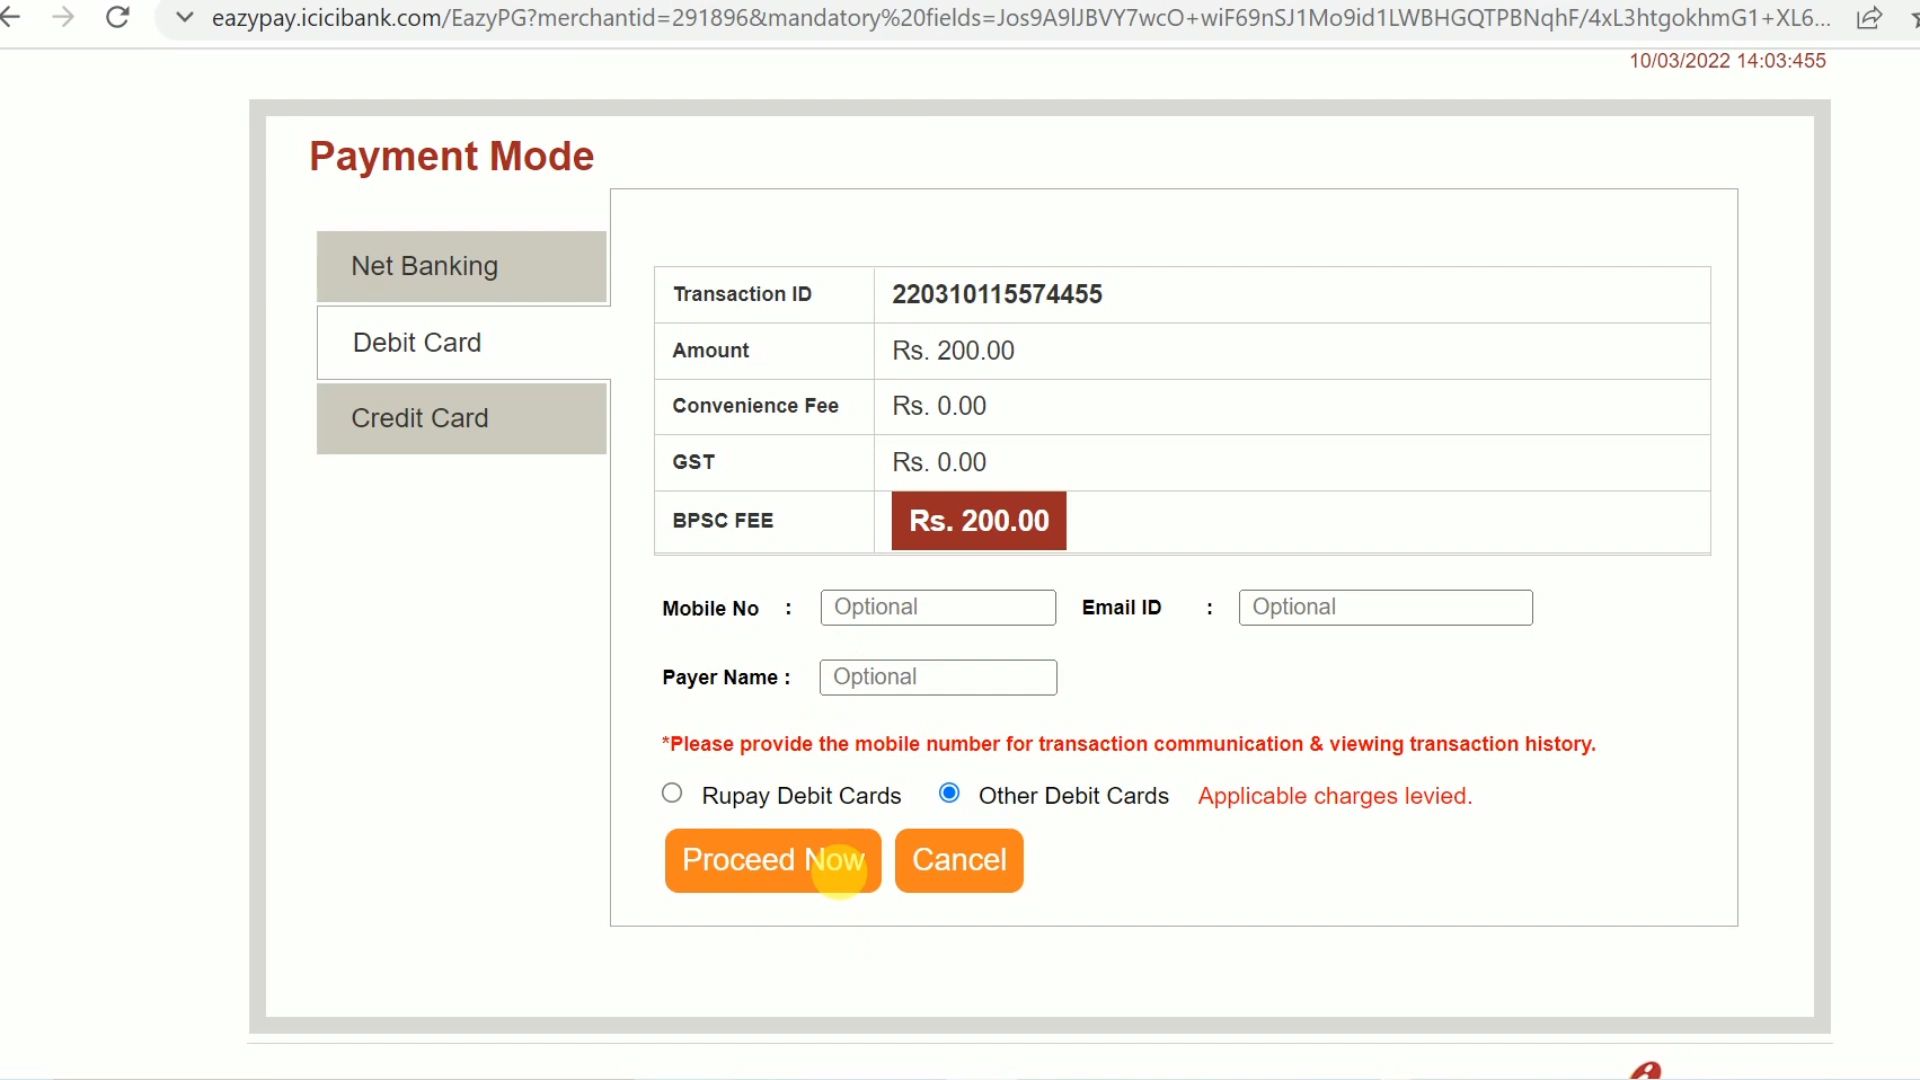 eazypay.icicibank.com/EazyPG?merchantid=291896&mandatory%20fields=Jos9A9lJBVY7wcO+wiF69nSJ1Mo9id1LWBHGQTPBNqhF/4xL3htgokhmG1+XL6...
10/03/2022 14:03:455
Payment Mode
Net Banking
Debit Card
Credit Card
Transaction ID 220310115574455
Amount Rs. 200.00
Convenience Fee Rs. 0.00
GST Rs. 0.00
BPSC FEE Rs. 200.00
Mobile No : Optional Email ID : Optional
Payer Name : Optional
*Please provide the mobile number for transaction communication & viewing transaction history.
Rupay Debit Cards Other Debit Cards Applicable charges levied.
Proceed Now Cancel